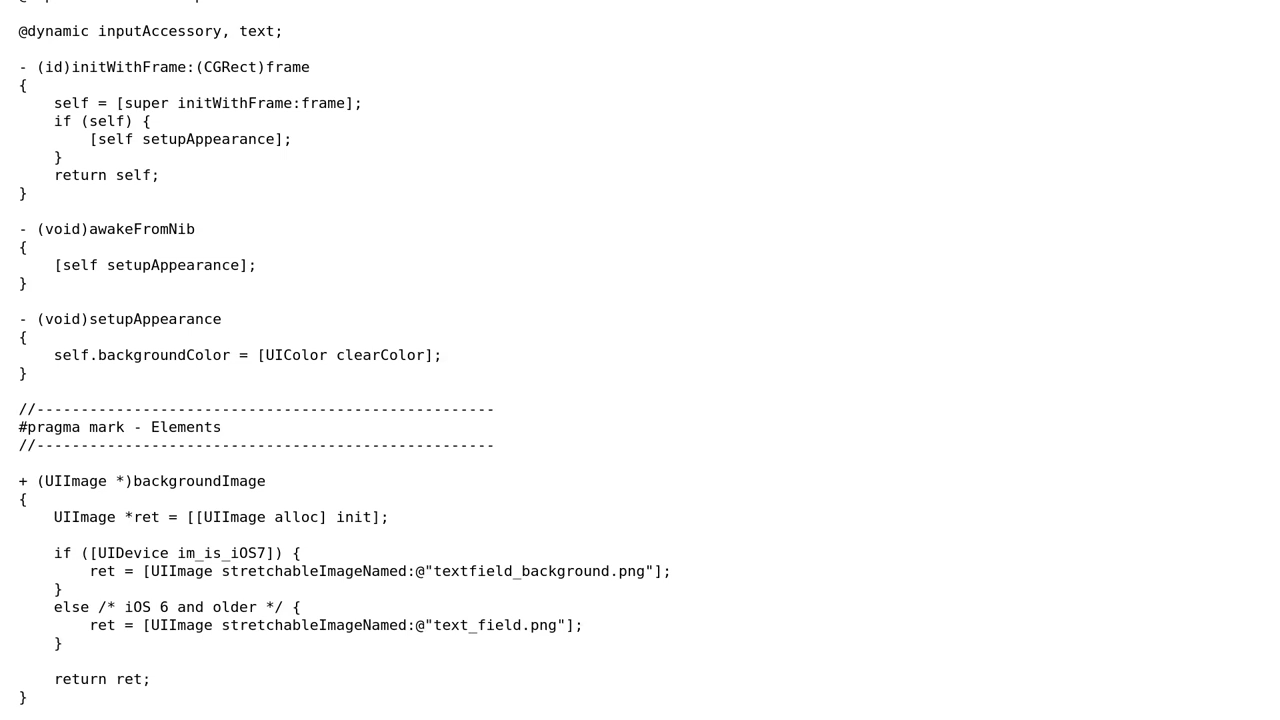 @dynamic inputAccessory, text;

- (id)initWithFrame:(CGRect)frame
{
    self = [super initWithFrame:frame];
    if (self) {
        [self setupAppearance];
    }
    return self;
}

- (void)awakeFromNib
{
    [self setupAppearance];
}

- (void)setupAppearance
{
    self.backgroundColor = [UIColor clearColor];
}

//----------------------------------------------------
#pragma mark - Elements
//----------------------------------------------------

+ (UIImage *)backgroundImage
{
    UIImage *ret = [[UIImage alloc] init];

    if ([UIDevice im_is_iOS7]) {
        ret = [UIImage stretchableImageNamed:@"textfield_background.png"];
    }
    else /* iOS 6 and older */ {
        ret = [UIImage stretchableImageNamed:@"text_field.png"];
    }

    return ret;
}